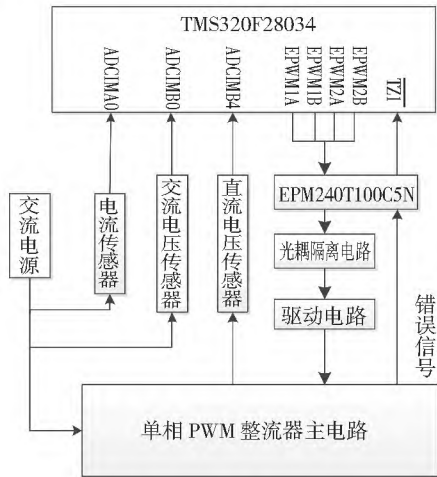 TMS320F28034
ADCIMA0
ADCIMB0
ADCIMB4
EPWM1A
EPWM1B
EPWM2A
EPWM2B
TZI
交流电源
电流传感器
交流电压传感器
直流电压传感器
EPM240T100C5N
光耦隔离电路
驱动电路
错误信号
单相 PWM 整流器主电路